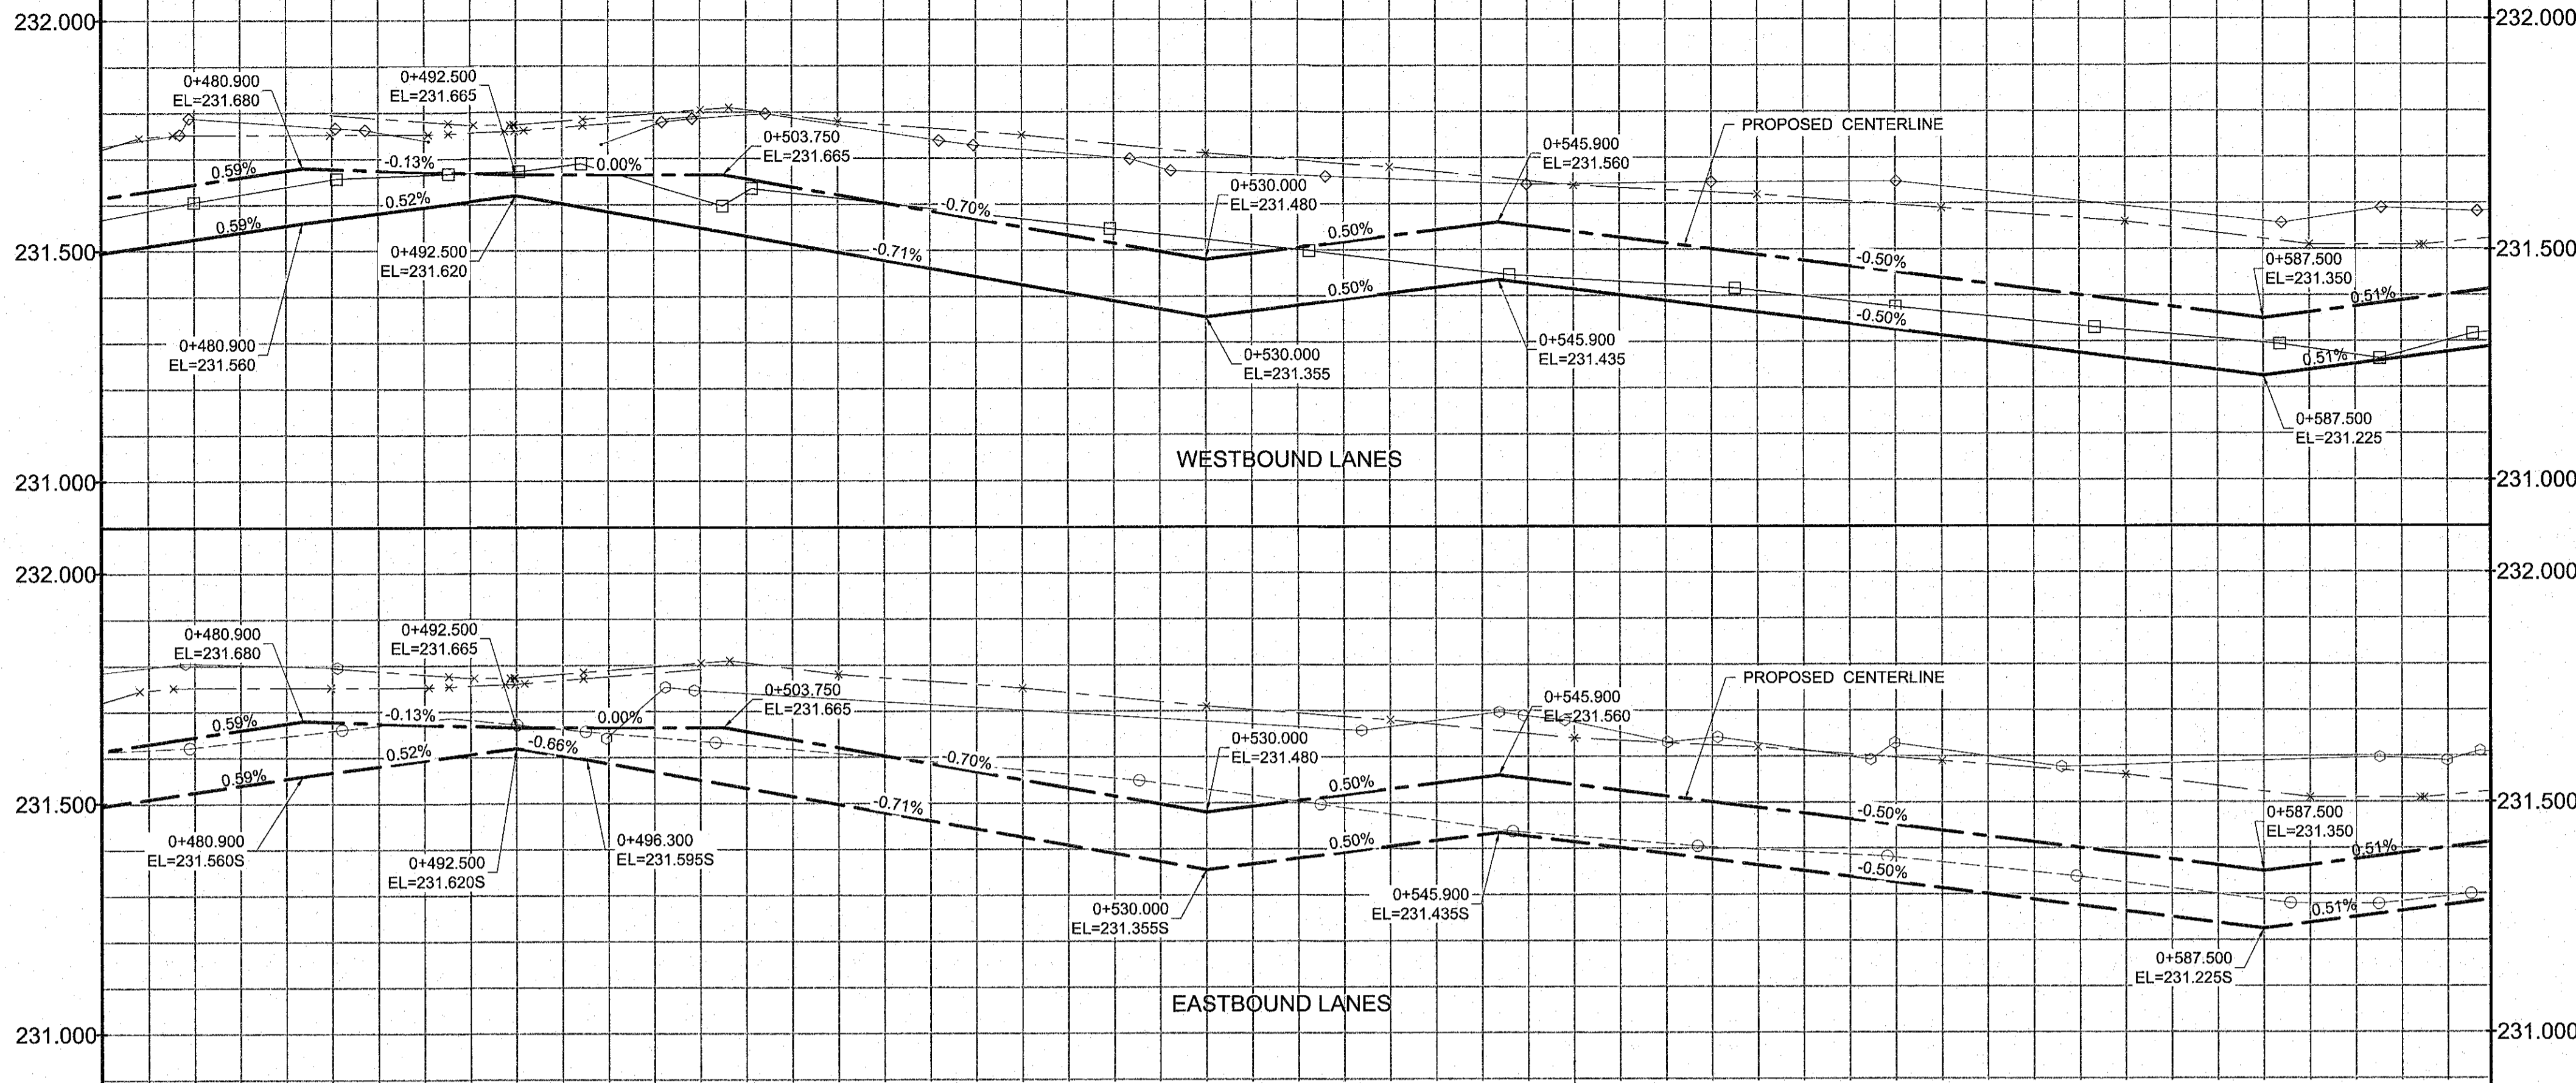 232.000
232.000
0+480.900
EL=231.680
0+492.500
EL=231.665
0+503.750
EL=231.665
0+545.900
EL=231.560
PROPOSED CENTERLINE
0.59%
-0.13%
0.00%
0+530.000
EL=231.480
0.52%
0.59%
-0.70%
0.50%
231.500
231.500
0+492.500
EL=231.620
-0.71%
-0.50%
0+587.500
EL=231.350
0.50%
0.51%
-0.50%
0+480.900
EL=231.560
0+530.000
EL=231.355
0+545.900
EL=231.435
0.51%
0+587.500
EL=231.225
WESTBOUND LANES
231.000
231.000
232.000
232.000
0+480.900
EL=231.680
0+492.500
EL=231.665
0+503.750
EL=231.665
0+545.900
EL=231.560
PROPOSED CENTERLINE
0.59%
-0.13%
0.00%
-0.66%
0+530.000
EL=231.480
0.59%
0.52%
-0.70%
0.50%
231.500
231.500
-0.71%
-0.50%
0+587.500
EL=231.350
0+480.900
EL=231.560S
0+492.500
EL=231.620S
0+496.300
EL=231.595S
0.50%
0.51%
-0.50%
0+530.000
EL=231.355S
0+545.900
EL=231.435S
0.51%
0+587.500
EL=231.225S
EASTBOUND LANES
231.000
231.000